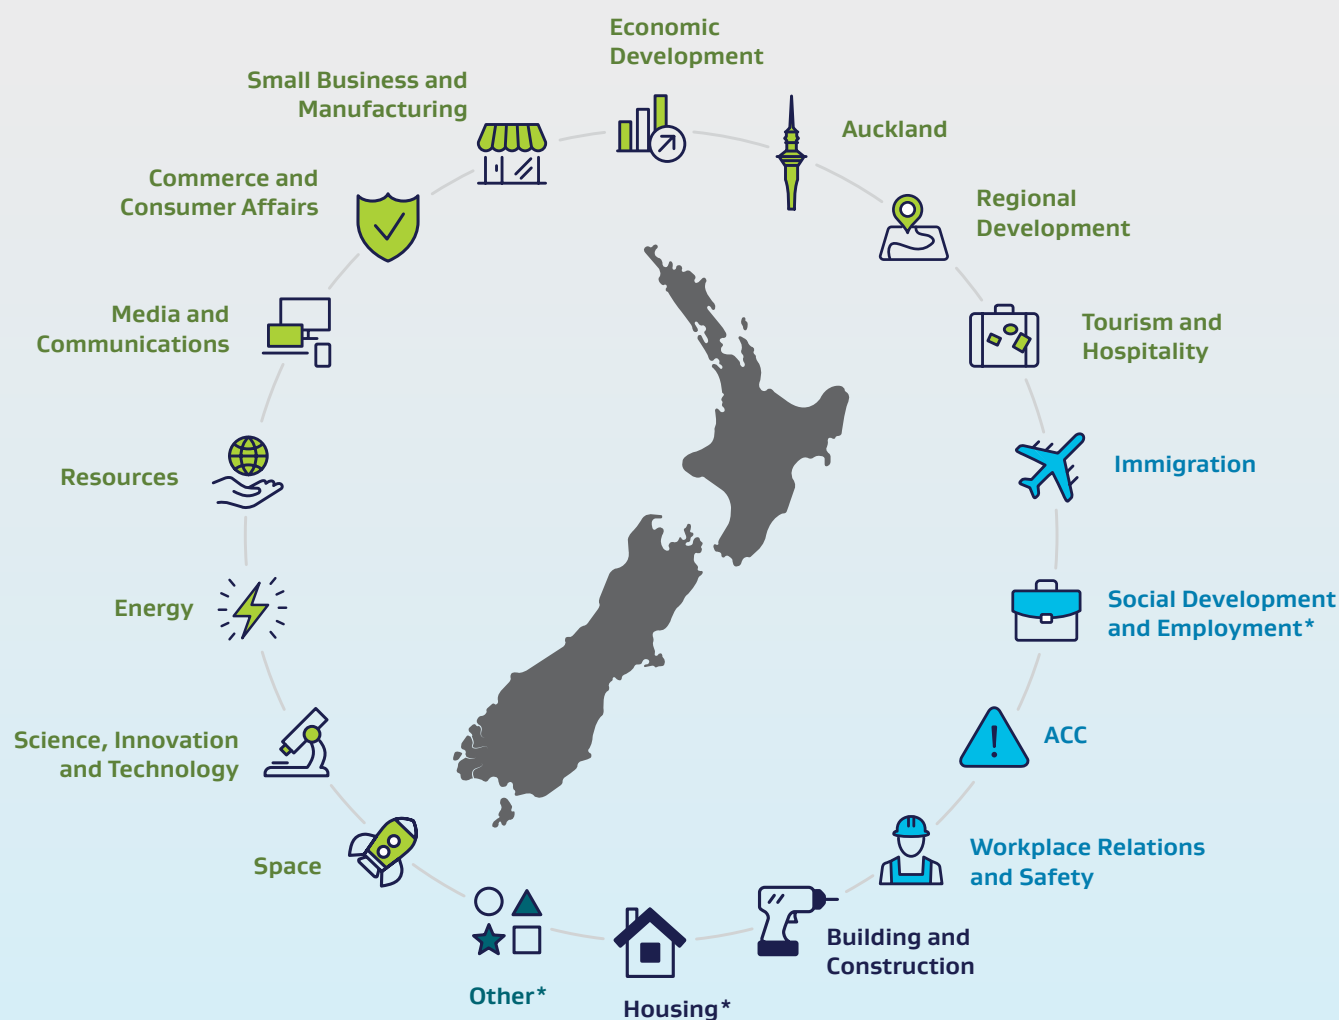 Economic
Development
Auckland
Regional
Development
Tourism and
Hospitality
Immigration
Social Development
and Employment*
ACC
Workplace Relations
and Safety
Building and
Construction
Housing*
Other*
Space
Science, Innovation
and Technology
Energy
Resources
Media and
Communications
Commerce and
Consumer Affairs
Small Business and
Manufacturing